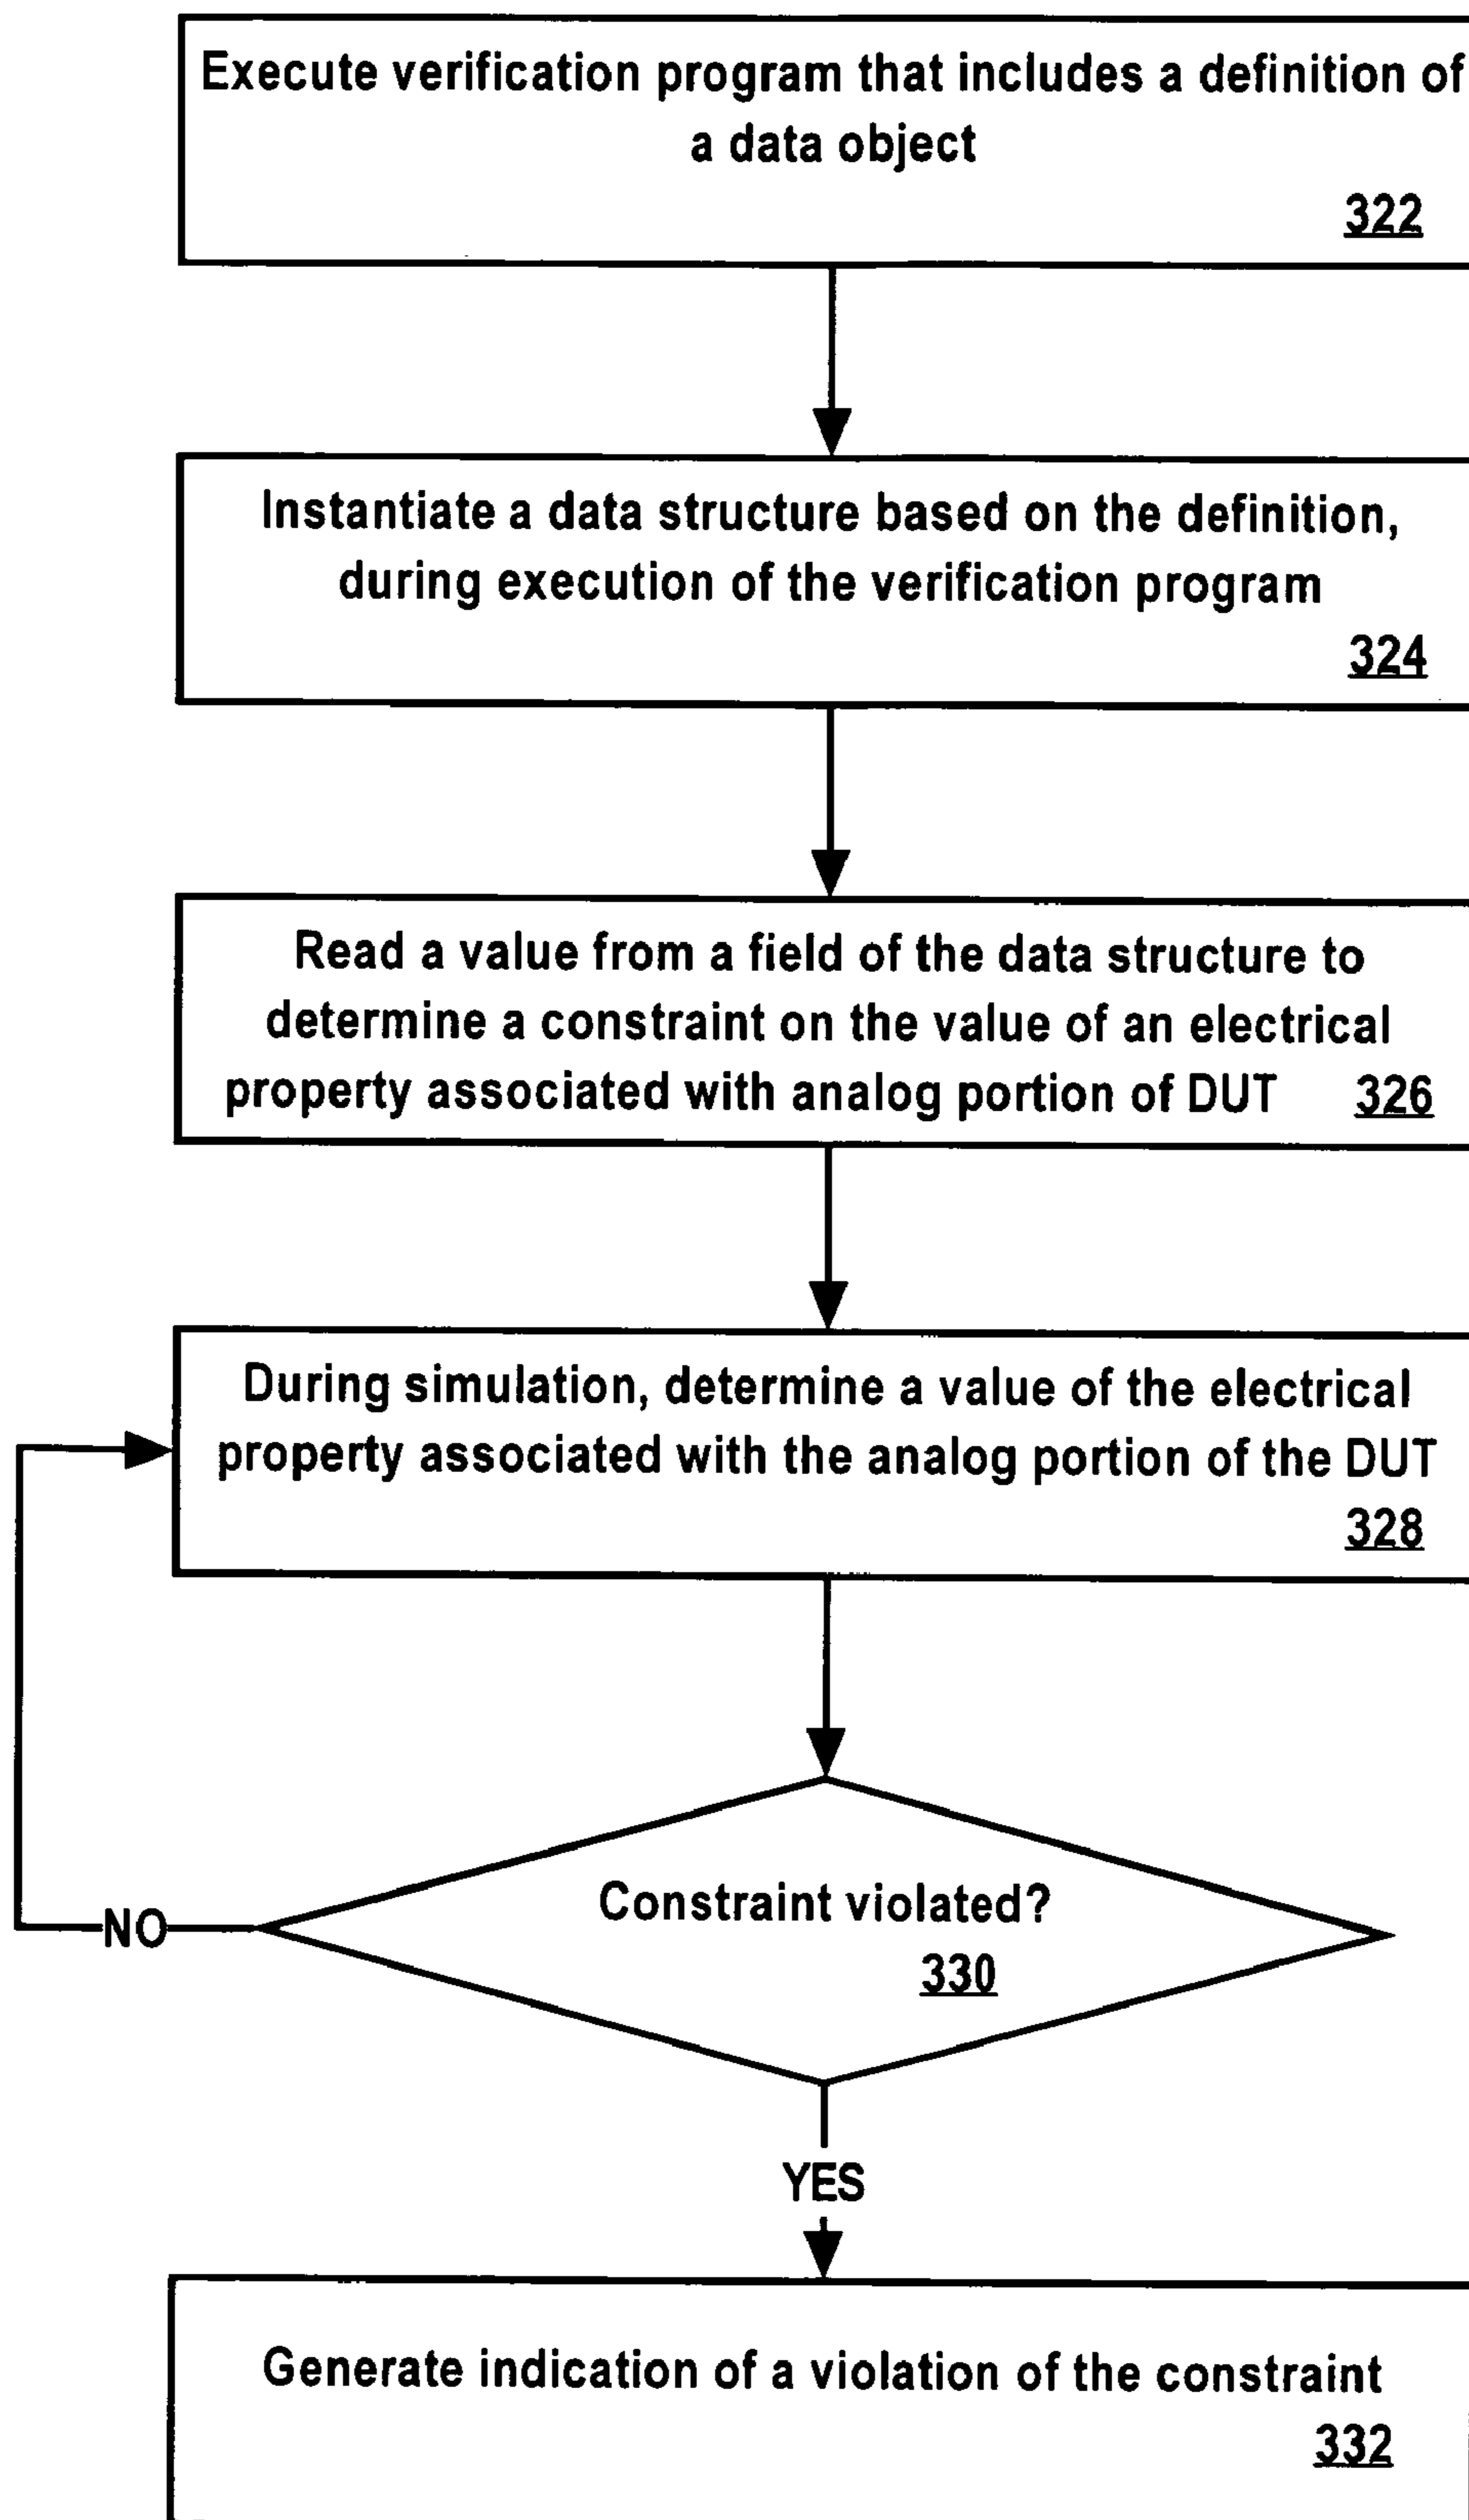 Execute verification program that includes a definition of
a data object
322
Instantiate a data structure based on the definition,
during execution of the verification program
324
Read a value from a field of the data structure to
determine a constraint on the value of an electrical
property associated with analog portion of DUT 326
During simulation, determine a value of the electrical
property associated with the analog portion of the DUT
328
Constraint violated?
330
NO
YES
Generate indication of a violation of the constraint
332